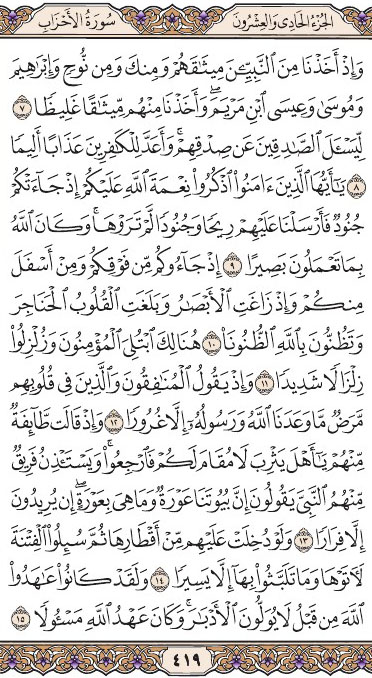 الجزء الحادي والعشرون
سورة الأحزاب
وَإِذْ أَخَذْنَا مِنَ ٱلنَّبِيِّـۧنَ مِيثَـٰقَهُمْ وَمِنكَ وَمِن نُّوحٍ وَإِبْرَٰهِيمَ
وَمُوسَىٰ وَعِيسَى ٱبْنِ مَرْيَمَ ۖ وَأَخَذْنَا مِنْهُم مِّيثَـٰقًا غَلِيظًا ٧
لِّيَسْـَٔلَ ٱلصَّـٰدِقِينَ عَن صِدْقِهِمْ ۚ وَأَعَدَّ لِلْكَـٰفِرِينَ عَذَابًا أَلِيمًا
٨ يَـٰٓأَيُّهَا ٱلَّذِينَ ءَامَنُوا۟ ٱذْكُرُوا۟ نِعْمَةَ ٱللَّهِ عَلَيْكُمْ إِذْ جَآءَتْكُمْ
جُنُودٌ فَأَرْسَلْنَا عَلَيْهِمْ رِيحًا وَجُنُودًا لَّمْ تَرَوْهَا ۚ وَكَانَ ٱللَّهُ
بِمَا تَعْمَلُونَ بَصِيرًا ٩ إِذْ جَآءُوكُم مِّن فَوْقِكُمْ وَمِنْ أَسْفَلَ
مِنكُمْ وَإِذْ زَاغَتِ ٱلْأَبْصَـٰرُ وَبَلَغَتِ ٱلْقُلُوبُ ٱلْحَنَاجِرَ
وَتَظُنُّونَ بِٱللَّهِ ٱلظُّنُونَا۠ ١٠ هُنَالِكَ ٱبْتُلِىَ ٱلْمُؤْمِنُونَ وَزُلْزِلُوا۟
زِلْزَالًا شَدِيدًا ١١ وَإِذْ يَقُولُ ٱلْمُنَـٰفِقُونَ وَٱلَّذِينَ فِى قُلُوبِهِم
مَّرَضٌ مَّا وَعَدَنَا ٱللَّهُ وَرَسُولُهُۥٓ إِلَّا غُرُورًا ١٢ وَإِذْ قَالَت طَّآئِفَةٌ
مِّنْهُمْ يَـٰٓأَهْلَ يَثْرِبَ لَا مُقَامَ لَكُمْ فَٱرْجِعُوا۟ ۚ وَيَسْتَـْٔذِنُ فَرِيقٌ
مِّنْهُمُ ٱلنَّبِىَّ يَقُولُونَ إِنَّ بُيُوتَنَا عَوْرَةٌ وَمَا هِىَ بِعَوْرَةٍ ۖ إِن يُرِيدُونَ
إِلَّا فِرَارًا ١٣ وَلَوْ دُخِلَتْ عَلَيْهِم مِّنْ أَقْطَارِهَا ثُمَّ سُئِلُوا۟ ٱلْفِتْنَةَ
لَـَٔاتَوْهَا وَمَا تَلَبَّثُوا۟ بِهَآ إِلَّا يَسِيرًا ١٤ وَلَقَدْ كَانُوا۟ عَـٰهَدُوا۟
ٱللَّهَ مِن قَبْلُ لَا يُوَلُّونَ ٱلْأَدْبَـٰرَ ۚ وَكَانَ عَهْدُ ٱللَّهِ مَسْـُٔولًا ١٥
٤١٩